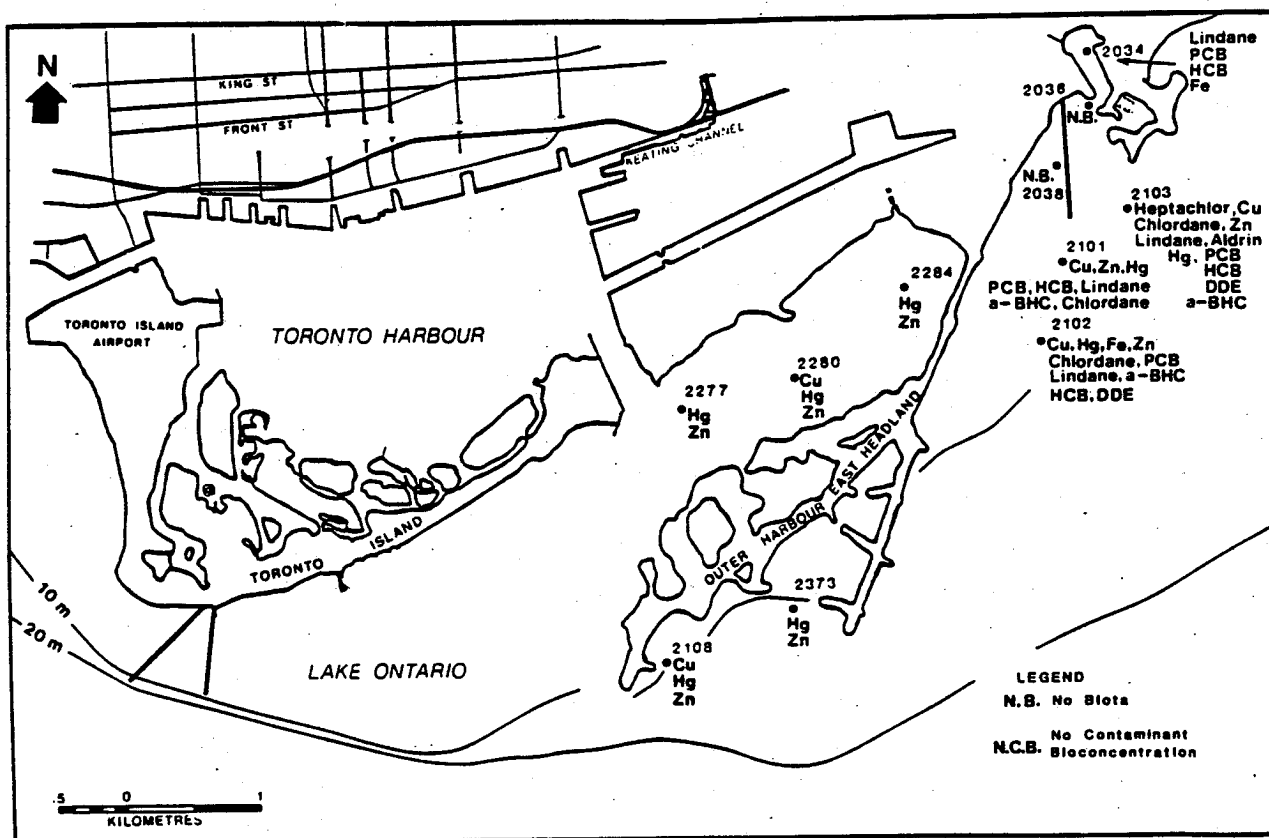 N
KING ST
FRONT ST
KEATING CHANNEL
TORONTO ISLAND
AIRPORT
TORONTO HARBOUR
TORONTO ISLAND
OUTER HARBOUR EAST HEADLAND
LAKE ONTARIO
10 m
20 m
2034
Lindane
PCB
HCB
Fe
2036
N.B.
N.B.
2038
2103
Heptachlor, Cu
Chlordane, Zn
Lindane, Aldrin
Hg, PCB
HCB
DDE
a-BHC
2101
Cu, Zn, Hg
PCB, HCB, Lindane
a-BHC, Chlordane
2102
Cu, Hg, Fe, Zn
Chlordane, PCB
Lindane, a-BHC
HCB, DDE
2284
Hg
Zn
2280
Cu
Hg
Zn
2277
Hg
Zn
2373
Hg
Zn
2108
Cu
Hg
Zn
LEGEND
N.B. No Biota
N.C.B. No Contaminant
Bioconcentration
.5 0 1
KILOMETRES